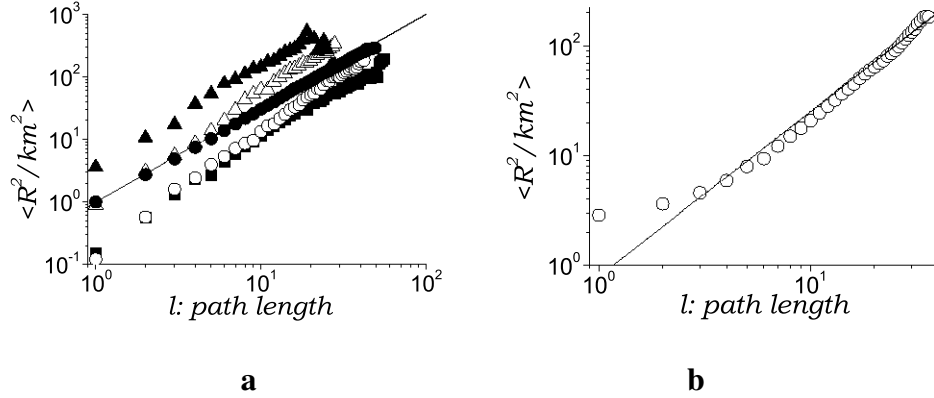 10³
10²
10¹
10⁰
10⁻¹
<R²/km²>
10⁰ 10¹ 10²
l: path length
a
10²
10¹
10⁰
<R²/km²>
10⁰ 10¹
l: path length
b